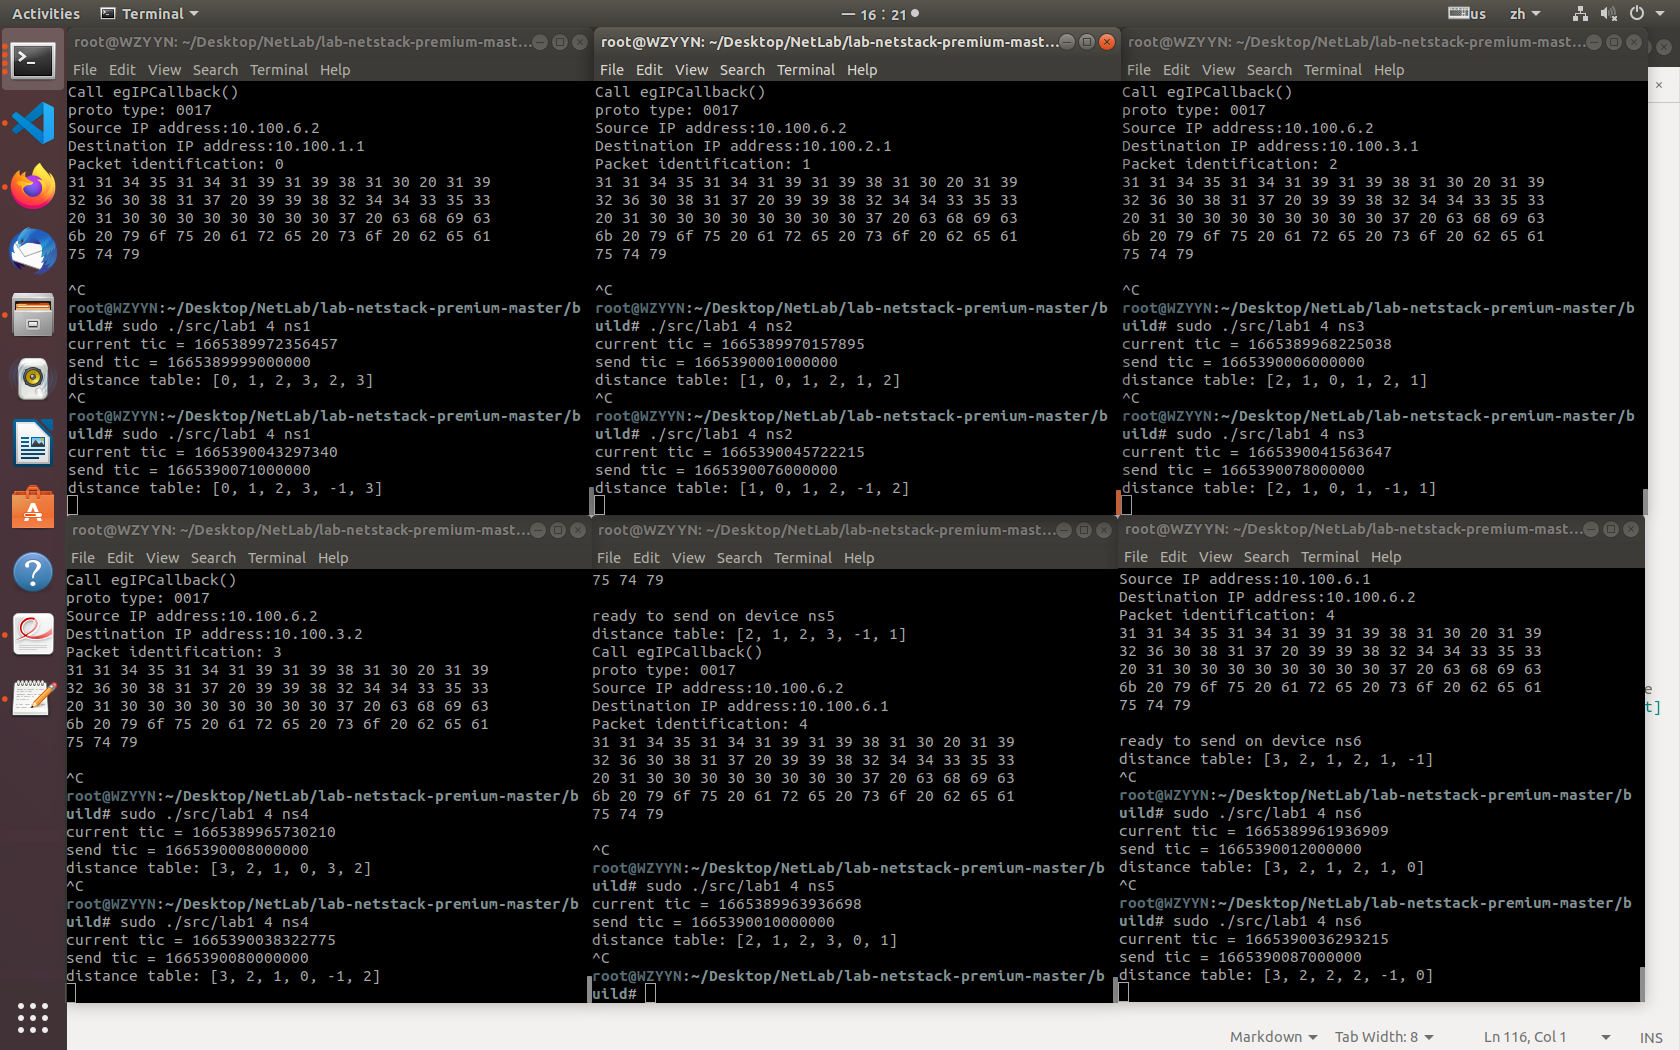 Activities Terminal 一 16：21 us zh
root@WZYYN: ~/Desktop/NetLab/lab-netstack-premium-mast...
File Edit View Search Terminal Help
Call egIPCallback()
proto type: 0017
Source IP address:10.100.6.2
Destination IP address:10.100.1.1
Packet identification: 0
31 31 34 35 31 34 31 39 31 39 38 31 30 20 31 39
32 36 30 38 31 37 20 39 39 38 32 34 34 33 35 33
20 31 30 30 30 30 30 30 30 30 37 20 63 68 69 63
6b 20 79 6f 75 20 61 72 65 20 73 6f 20 62 65 61
75 74 79
^C
root@WZYYN:~/Desktop/NetLab/lab-netstack-premium-master/b
uild# sudo ./src/lab1 4 ns1
current tic = 1665389972356457
send tic = 1665389999000000
distance table: [0, 1, 2, 3, 2, 3]
^C
root@WZYYN:~/Desktop/NetLab/lab-netstack-premium-master/b
uild# sudo ./src/lab1 4 ns1
current tic = 1665390043297340
send tic = 1665390071000000
distance table: [0, 1, 2, 3, -1, 3]
root@WZYYN: ~/Desktop/NetLab/lab-netstack-premium-mast...
File Edit View Search Terminal Help
Call egIPCallback()
proto type: 0017
Source IP address:10.100.6.2
Destination IP address:10.100.2.1
Packet identification: 1
31 31 34 35 31 34 31 39 31 39 38 31 30 20 31 39
32 36 30 38 31 37 20 39 39 38 32 34 34 33 35 33
20 31 30 30 30 30 30 30 30 30 37 20 63 68 69 63
6b 20 79 6f 75 20 61 72 65 20 73 6f 20 62 65 61
75 74 79
^C
root@WZYYN:~/Desktop/NetLab/lab-netstack-premium-master/b
uild# ./src/lab1 4 ns2
current tic = 1665389970157895
send tic = 1665390001000000
distance table: [1, 0, 1, 2, 1, 2]
^C
root@WZYYN:~/Desktop/NetLab/lab-netstack-premium-master/b
uild# ./src/lab1 4 ns2
current tic = 1665390045722215
send tic = 1665390076000000
distance table: [1, 0, 1, 2, -1, 2]
root@WZYYN: ~/Desktop/NetLab/lab-netstack-premium-mast...
File Edit View Search Terminal Help
Call egIPCallback()
proto type: 0017
Source IP address:10.100.6.2
Destination IP address:10.100.3.1
Packet identification: 2
31 31 34 35 31 34 31 39 31 39 38 31 30 20 31 39
32 36 30 38 31 37 20 39 39 38 32 34 34 33 35 33
20 31 30 30 30 30 30 30 30 30 37 20 63 68 69 63
6b 20 79 6f 75 20 61 72 65 20 73 6f 20 62 65 61
75 74 79
^C
root@WZYYN:~/Desktop/NetLab/lab-netstack-premium-master/b
uild# sudo ./src/lab1 4 ns3
current tic = 1665389968225038
send tic = 1665390006000000
distance table: [2, 1, 0, 1, 2, 1]
^C
root@WZYYN:~/Desktop/NetLab/lab-netstack-premium-master/b
uild# sudo ./src/lab1 4 ns3
current tic = 1665390041563647
send tic = 1665390078000000
distance table: [2, 1, 0, 1, -1, 1]
root@WZYYN: ~/Desktop/NetLab/lab-netstack-premium-mast...
File Edit View Search Terminal Help
Call egIPCallback()
proto type: 0017
Source IP address:10.100.6.2
Destination IP address:10.100.3.2
Packet identification: 3
31 31 34 35 31 34 31 39 31 39 38 31 30 20 31 39
32 36 30 38 31 37 20 39 39 38 32 34 34 33 35 33
20 31 30 30 30 30 30 30 30 30 37 20 63 68 69 63
6b 20 79 6f 75 20 61 72 65 20 73 6f 20 62 65 61
75 74 79
^C
root@WZYYN:~/Desktop/NetLab/lab-netstack-premium-master/b
uild# sudo ./src/lab1 4 ns4
current tic = 1665389965730210
send tic = 1665390008000000
distance table: [3, 2, 1, 0, 3, 2]
^C
root@WZYYN:~/Desktop/NetLab/lab-netstack-premium-master/b
uild# sudo ./src/lab1 4 ns4
current tic = 1665390038322775
send tic = 1665390080000000
distance table: [3, 2, 1, 0, -1, 2]
root@WZYYN: ~/Desktop/NetLab/lab-netstack-premium-mast...
File Edit View Search Terminal Help
75 74 79
ready to send on device ns5
distance table: [2, 1, 2, 3, -1, 1]
Call egIPCallback()
proto type: 0017
Source IP address:10.100.6.2
Destination IP address:10.100.6.1
Packet identification: 4
31 31 34 35 31 34 31 39 31 39 38 31 30 20 31 39
32 36 30 38 31 37 20 39 39 38 32 34 34 33 35 33
20 31 30 30 30 30 30 30 30 30 37 20 63 68 69 63
6b 20 79 6f 75 20 61 72 65 20 73 6f 20 62 65 61
75 74 79
^C
root@WZYYN:~/Desktop/NetLab/lab-netstack-premium-master/b
uild# sudo ./src/lab1 4 ns5
current tic = 1665389963936698
send tic = 1665390010000000
distance table: [2, 1, 2, 3, 0, 1]
^C
root@WZYYN:~/Desktop/NetLab/lab-netstack-premium-master/b
uild#
root@WZYYN: ~/Desktop/NetLab/lab-netstack-premium-mast...
File Edit View Search Terminal Help
Source IP address:10.100.6.1
Destination IP address:10.100.6.2
Packet identification: 4
31 31 34 35 31 34 31 39 31 39 38 31 30 20 31 39
32 36 30 38 31 37 20 39 39 38 32 34 34 33 35 33
20 31 30 30 30 30 30 30 30 30 37 20 63 68 69 63
6b 20 79 6f 75 20 61 72 65 20 73 6f 20 62 65 61
75 74 79
ready to send on device ns6
distance table: [3, 2, 1, 2, 1, -1]
^C
root@WZYYN:~/Desktop/NetLab/lab-netstack-premium-master/b
uild# sudo ./src/lab1 4 ns6
current tic = 1665389961936909
send tic = 1665390012000000
distance table: [3, 2, 1, 2, 1, 0]
^C
root@WZYYN:~/Desktop/NetLab/lab-netstack-premium-master/b
uild# sudo ./src/lab1 4 ns6
current tic = 1665390036293215
send tic = 1665390087000000
distance table: [3, 2, 2, 2, -1, 0]
e
t]
Markdown Tab Width: 8 Ln 116, Col 1 INS